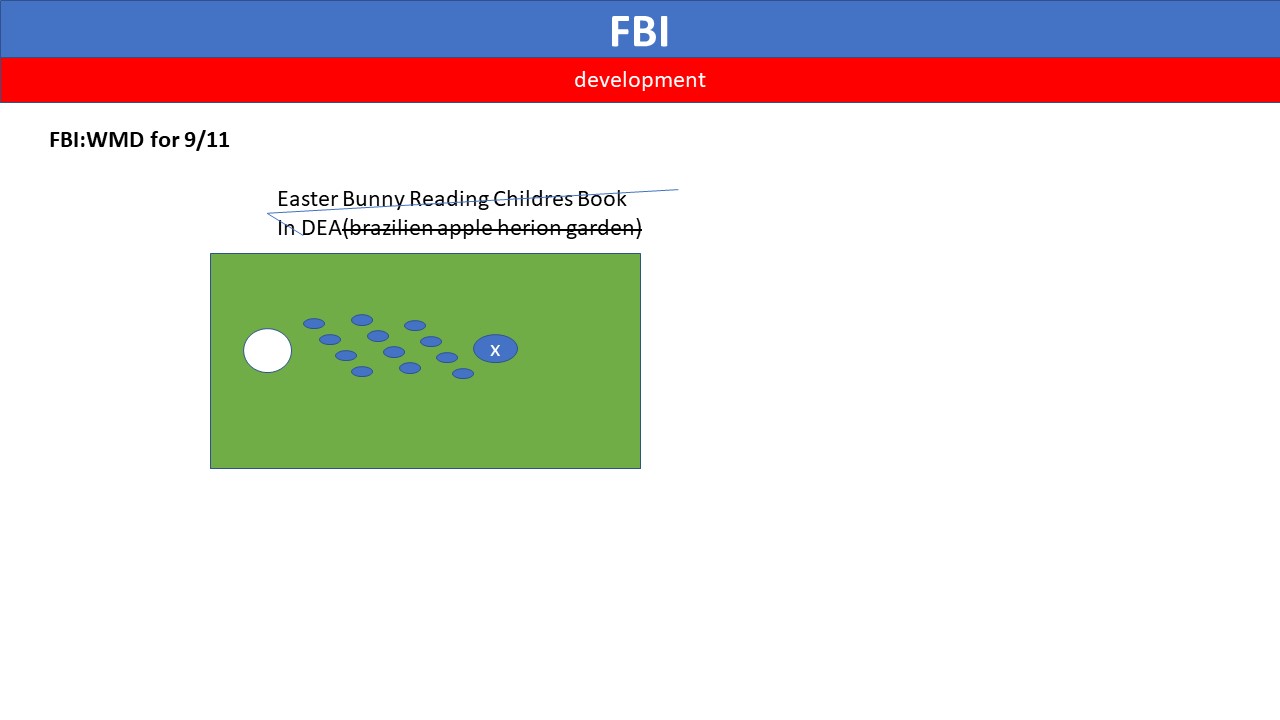 FBI
development
FBI:WMD for 9/11
Easter Bunny Reading Childres Book
In DEA(brazilien apple herion garden)
x